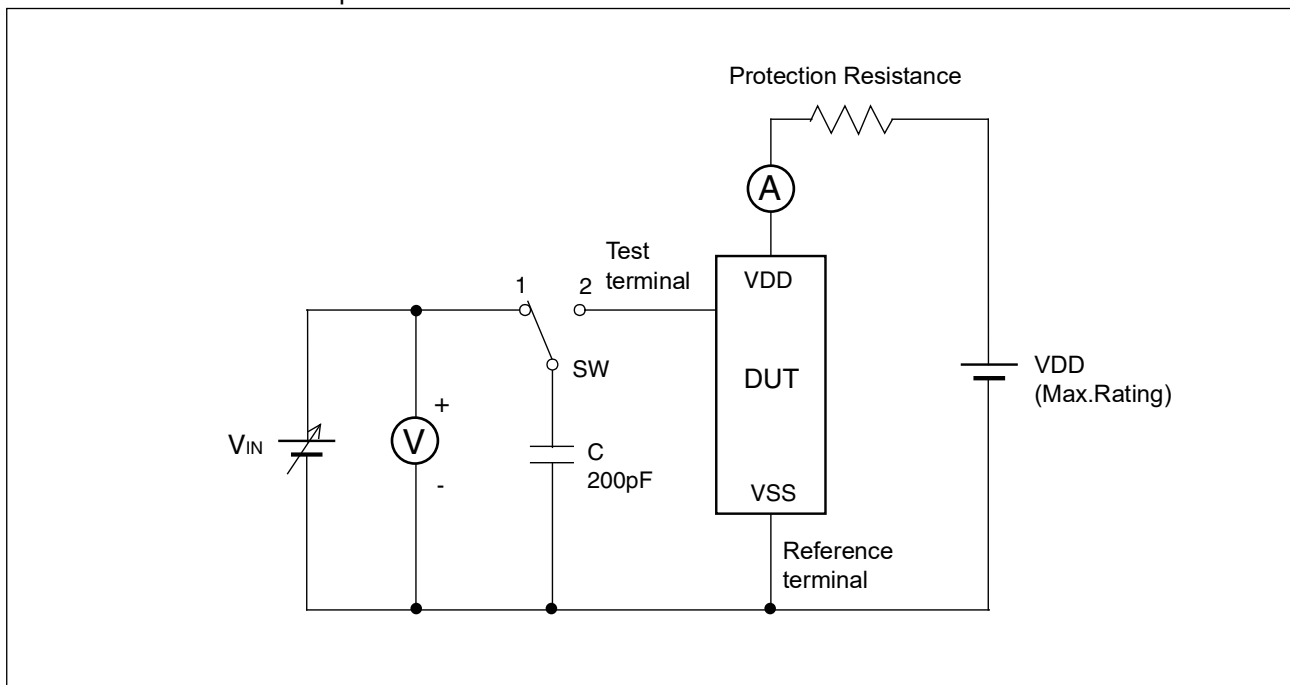 Protection Resistance
A
Test
terminal
1
2
VDD
SW
DUT
VDD
(Max.Rating)
+
VIN
V
-
C
200pF
VSS
Reference
terminal